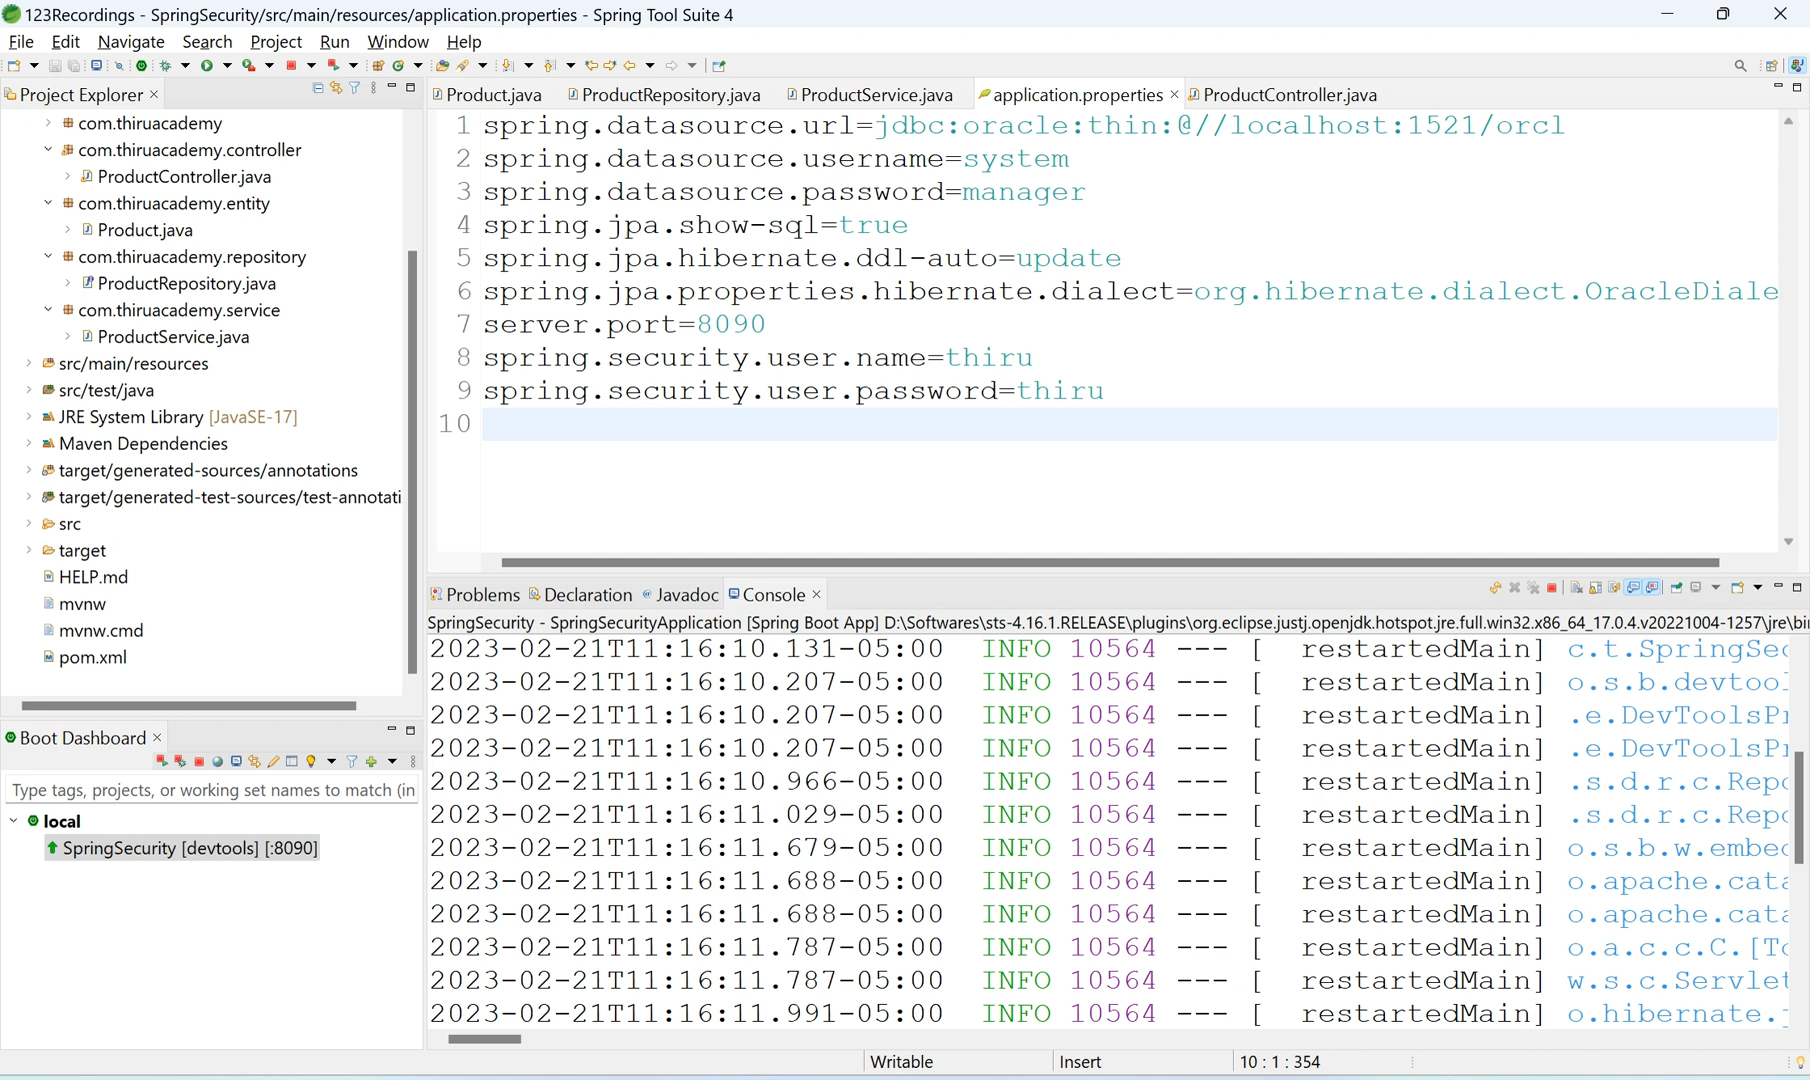 123Recordings - SpringSecurity/src/main/resources/application.properties - Spring Tool Suite 4
File Edit Navigate Search Project Run Window Help
Project Explorer
com.thiruacademy
com.thiruacademy.controller
ProductController.java
com.thiruacademy.entity
Product.java
com.thiruacademy.repository
ProductRepository.java
com.thiruacademy.service
ProductService.java
src/main/resources
src/test/java
JRE System Library [JavaSE-17]
Maven Dependencies
target/generated-sources/annotations
target/generated-test-sources/test-annotati
src
target
HELP.md
mvnw
mvnw.cmd
pom.xml
Boot Dashboard
Type tags, projects, or working set names to match (in
local
SpringSecurity [devtools] [:8090]
Product.java ProductRepository.java ProductService.java application.properties ProductController.java
1 spring.datasource.url=jdbc:oracle:thin:@//localhost:1521/orcl
2 spring.datasource.username=system
3 spring.datasource.password=manager
4 spring.jpa.show-sql=true
5 spring.jpa.hibernate.ddl-auto=update
6 spring.jpa.properties.hibernate.dialect=org.hibernate.dialect.OracleDiale
7 server.port=8090
8 spring.security.user.name=thiru
9 spring.security.user.password=thiru
10
Problems Declaration Javadoc Console
SpringSecurity - SpringSecurityApplication [Spring Boot App] D:\Softwares\sts-4.16.1.RELEASE\plugins\org.eclipse.justj.openjdk.hotspot.jre.full.win32.x86_64_17.0.4.v20221004-1257\jre\bi
2023-02-21T11:16:10.131-05:00 INFO 10564 --- [ restartedMain] c.t.SpringSec
2023-02-21T11:16:10.207-05:00 INFO 10564 --- [ restartedMain] o.s.b.devtool
2023-02-21T11:16:10.207-05:00 INFO 10564 --- [ restartedMain] .e.DevToolsPr
2023-02-21T11:16:10.207-05:00 INFO 10564 --- [ restartedMain] .e.DevToolsPr
2023-02-21T11:16:10.966-05:00 INFO 10564 --- [ restartedMain] .s.d.r.c.Repo
2023-02-21T11:16:11.029-05:00 INFO 10564 --- [ restartedMain] .s.d.r.c.Repo
2023-02-21T11:16:11.679-05:00 INFO 10564 --- [ restartedMain] o.s.b.w.embed
2023-02-21T11:16:11.688-05:00 INFO 10564 --- [ restartedMain] o.apache.cata
2023-02-21T11:16:11.688-05:00 INFO 10564 --- [ restartedMain] o.apache.cata
2023-02-21T11:16:11.787-05:00 INFO 10564 --- [ restartedMain] o.a.c.c.C.[To
2023-02-21T11:16:11.787-05:00 INFO 10564 --- [ restartedMain] w.s.c.Servlet
2023-02-21T11:16:11.991-05:00 INFO 10564 --- [ restartedMain] o.hibernate.
Writable Insert 10 : 1 : 354